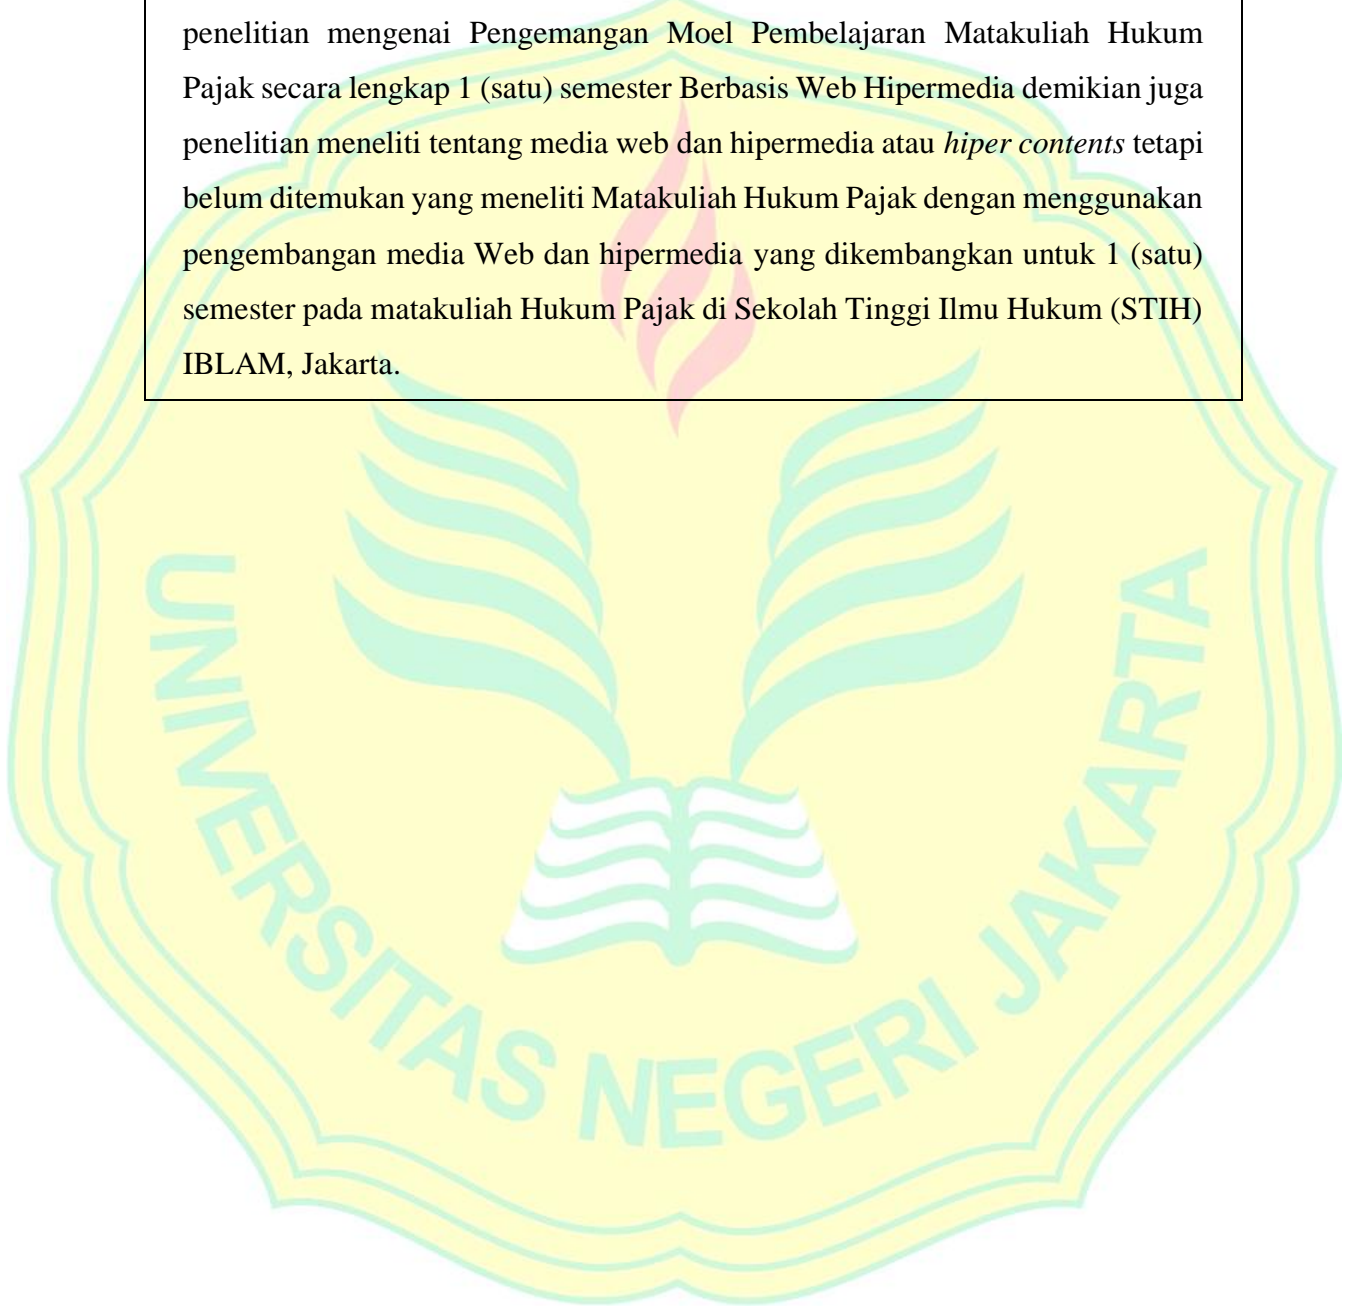 penelitian mengenai Pengemangan Moel Pembelajaran Matakuliah Hukum
Pajak secara lengkap 1 (satu) semester Berbasis Web Hipermedia demikian juga
penelitian meneliti tentang media web dan hipermedia atau hiper contents tetapi
belum ditemukan yang meneliti Matakuliah Hukum Pajak dengan menggunakan
pengembangan media Web dan hipermedia yang dikembangkan untuk 1 (satu)
semester pada matakuliah Hukum Pajak di Sekolah Tinggi Ilmu Hukum (STIH)
IBLAM, Jakarta.
UNIVERSITAS NEGERI JAKARTA